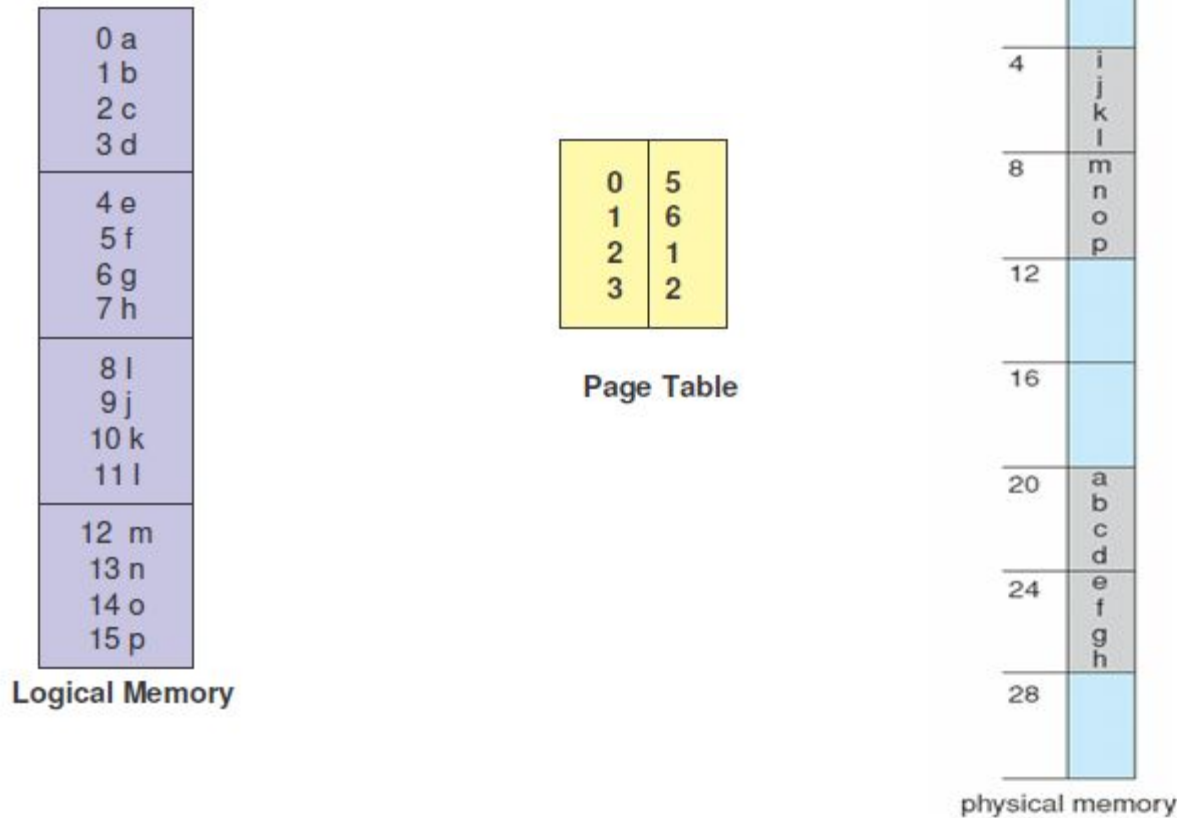 0 a
1 b
2 c
3 d
4 e
5 f
6 g
7 h
8 l
9 j
10 k
11 l
12 m
13 n
14 o
15 p
Logical Memory
0 5
1 6
2 1
3 2
Page Table
4 i
j
k
l
8 m
n
o
p
12
16
20 a
b
c
d
24 e
f
g
h
28
physical memory